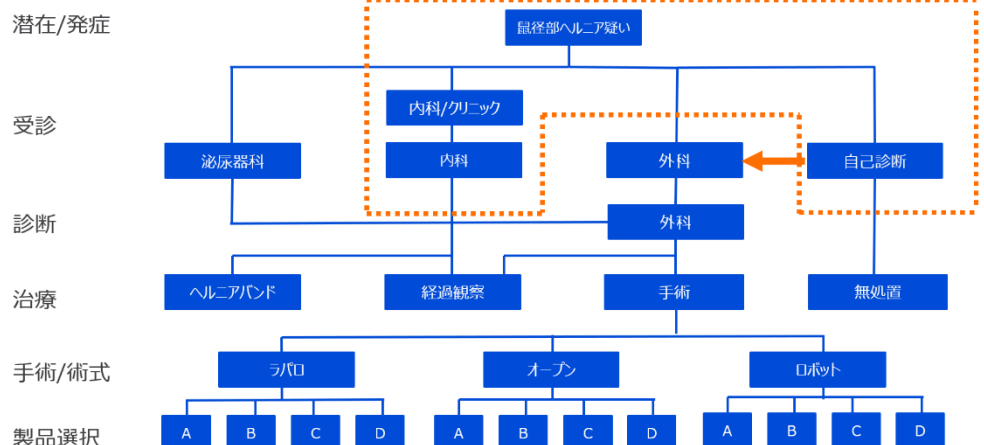 潜在/発症
鼠径部ヘルニア疑い
受診
内科/クリニック
泌尿器科
内科
外科
自己診断
診断
外科
治療
ヘルニアバンド
経過観察
手術
無処置
手術/術式
ラパロ
オープン
ロボット
製品選択
A
B
C
D
A
B
C
D
A
B
C
D